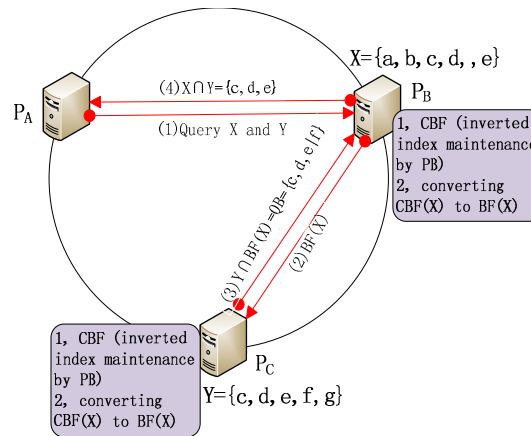 X={a, b, c, d, , e}
P_A
(4)X∩Y={c, d, e}
P_B
(1)Query X and Y
1, CBF (inverted
index maintenance
by PB)
2, converting
CBF(X) to BF(X)
(3)Y∩BF(X)=QB={c, d, e|f}
(2)BF(X)
1, CBF (inverted
index maintenance
by PB)
2, converting
CBF(X) to BF(X)
P_C
Y={c, d, e, f, g}